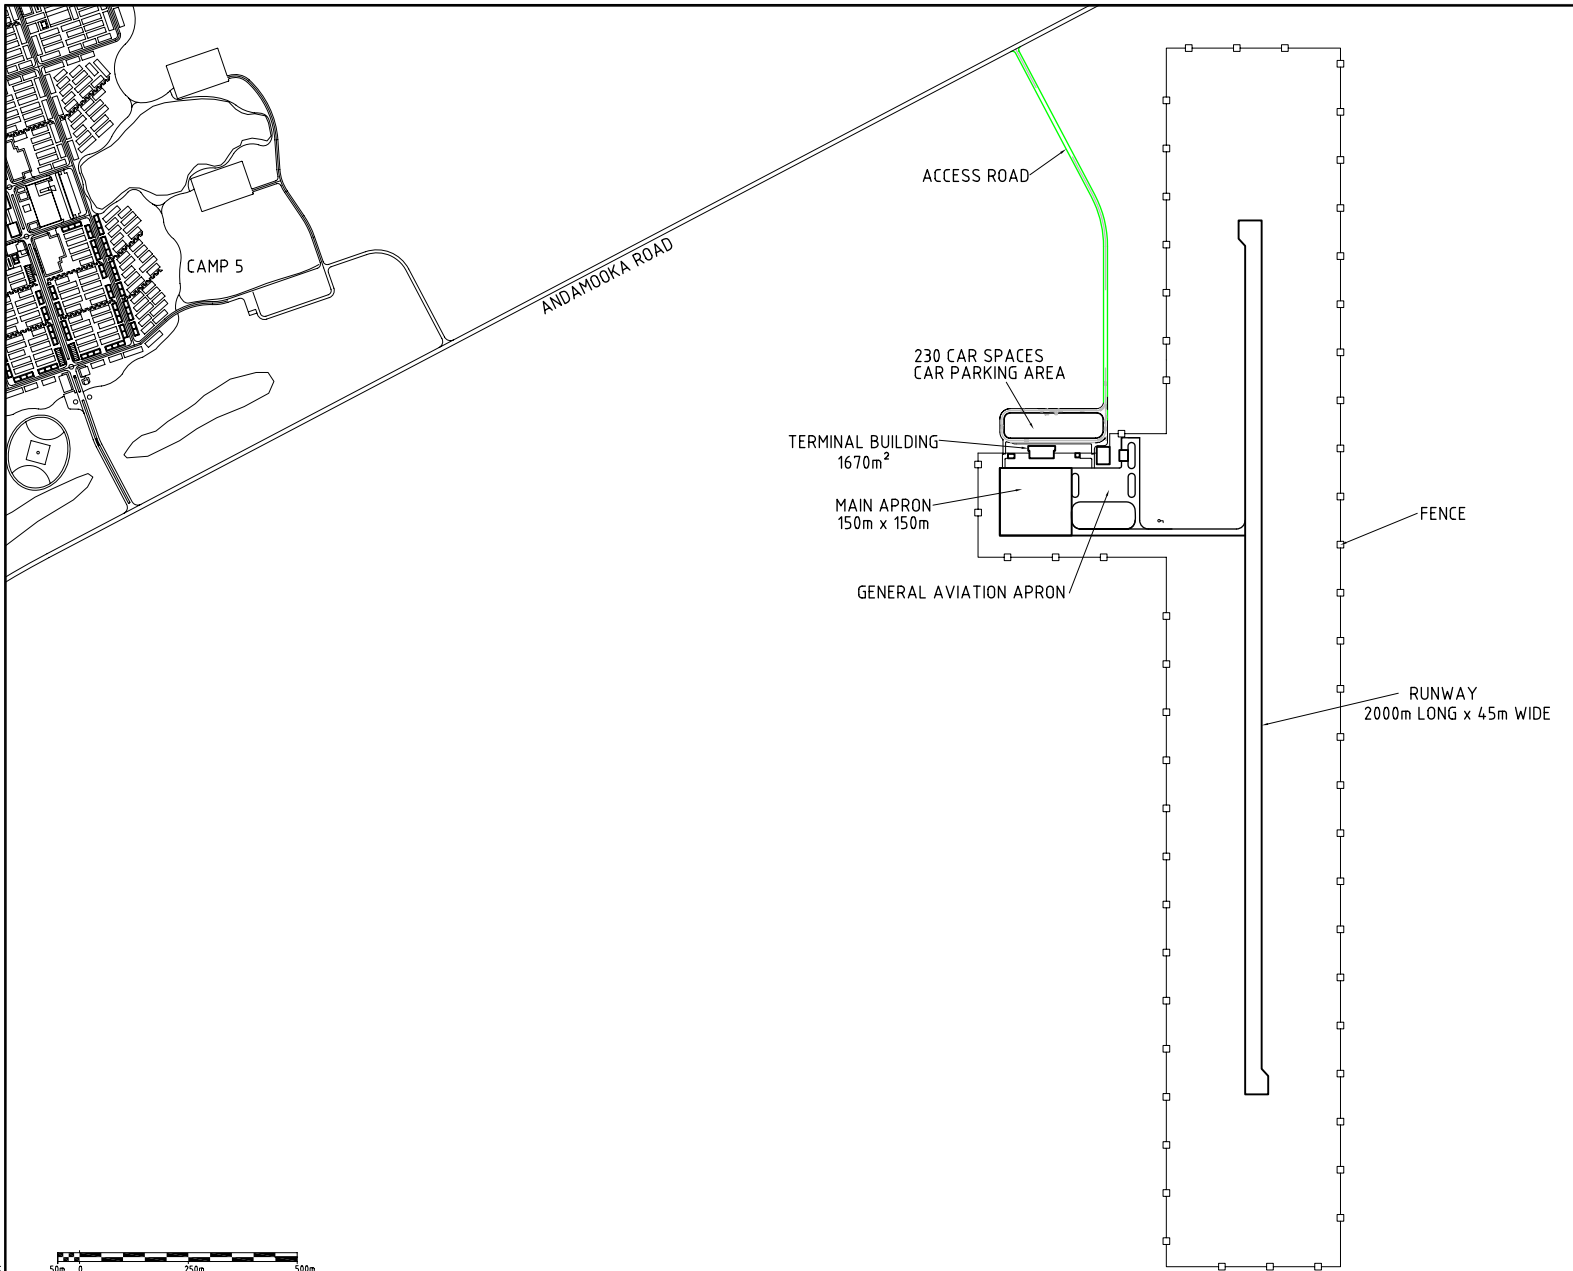 ACCESS ROAD
CAMP 5
ANDAMOOKA ROAD
230 CAR SPACES
CAR PARKING AREA
TERMINAL BUILDING
1670m²
MAIN APRON
150m x 150m
FENCE
GENERAL AVIATION APRON
RUNWAY
2000m LONG x 45m WIDE
50m 0 250m 500m